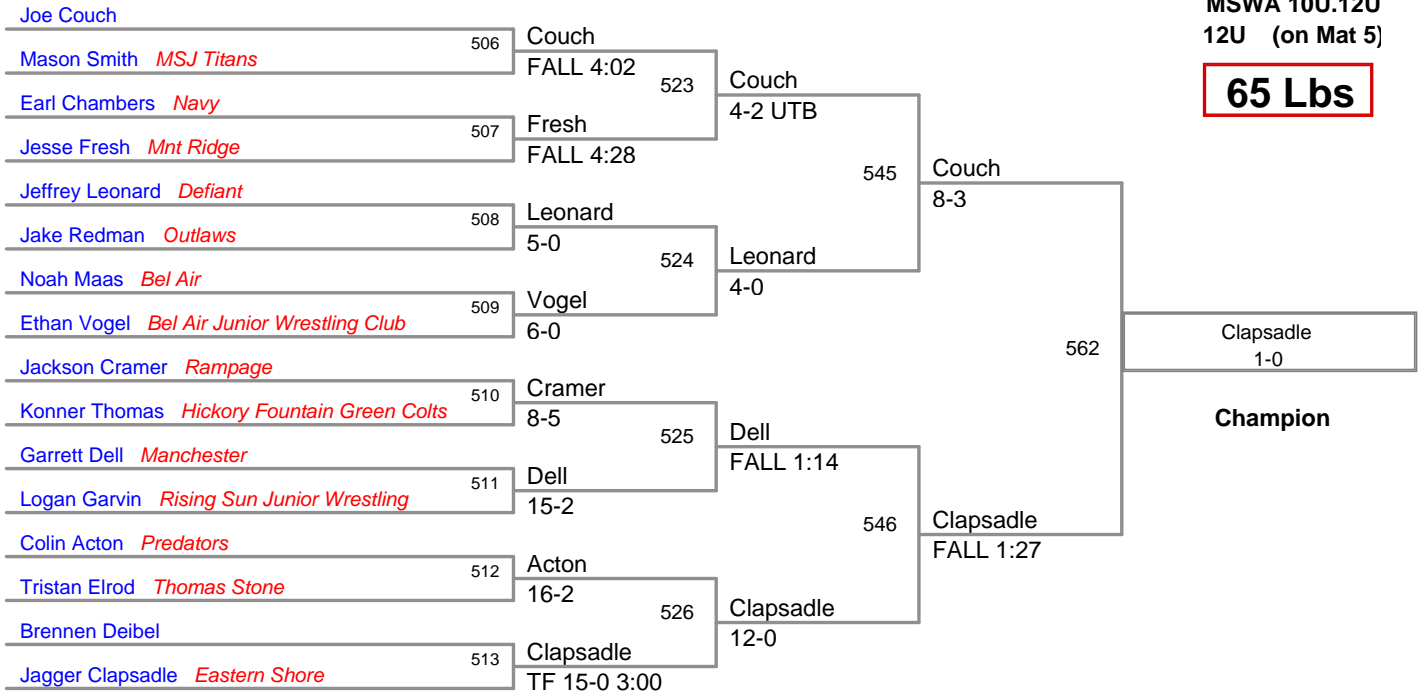 MSWA 10U.12U
12U (on Mat 5)
65 Lbs
Joe Couch
Mason Smith MSJ Titans
Earl Chambers Navy
Jesse Fresh Mnt Ridge
Jeffrey Leonard Defiant
Jake Redman Outlaws
Noah Maas Bel Air
Ethan Vogel Bel Air Junior Wrestling Club
Jackson Cramer Rampage
Konner Thomas Hickory Fountain Green Colts
Garrett Dell Manchester
Logan Garvin Rising Sun Junior Wrestling
Colin Acton Predators
Tristan Elrod Thomas Stone
Brennen Deibel
Jagger Clapsadle Eastern Shore
506
Couch
FALL 4:02
507
Fresh
FALL 4:28
508
Leonard
5-0
509
Vogel
6-0
510
Cramer
8-5
511
Dell
15-2
512
Acton
16-2
513
Clapsadle
TF 15-0 3:00
523
Couch
4-2 UTB
524
Leonard
4-0
525
Dell
FALL 1:14
526
Clapsadle
12-0
545
Couch
8-3
546
Clapsadle
FALL 1:27
562
Clapsadle
1-0
Champion